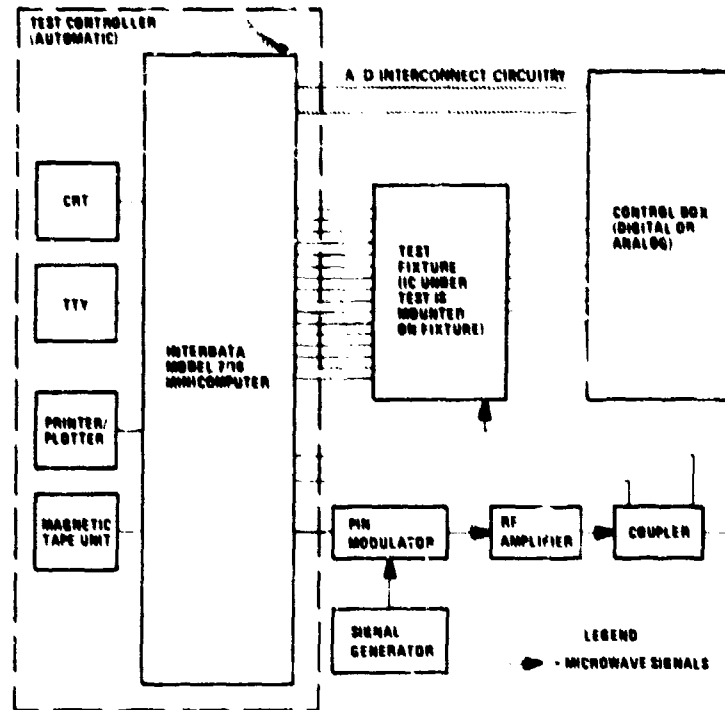 TEST CONTROLLER
(AUTOMATIC)
A D INTERCONNECT CIRCUITRY
CRT
TTY
PRINTER/
PLOTTER
MAGNETIC
TAPE UNIT
INTERDATA
MODEL 7/16
MINICOMPUTER
TEST
FIXTURE
(IC UNDER
TEST IS
MOUNTED
ON FIXTURE)
CONTROL BOX
(DIGITAL OR
ANALOG)
PIN
MODULATOR
RF
AMPLIFIER
COUPLER
SIGNAL
GENERATOR
LEGEND
- MICROWAVE SIGNALS